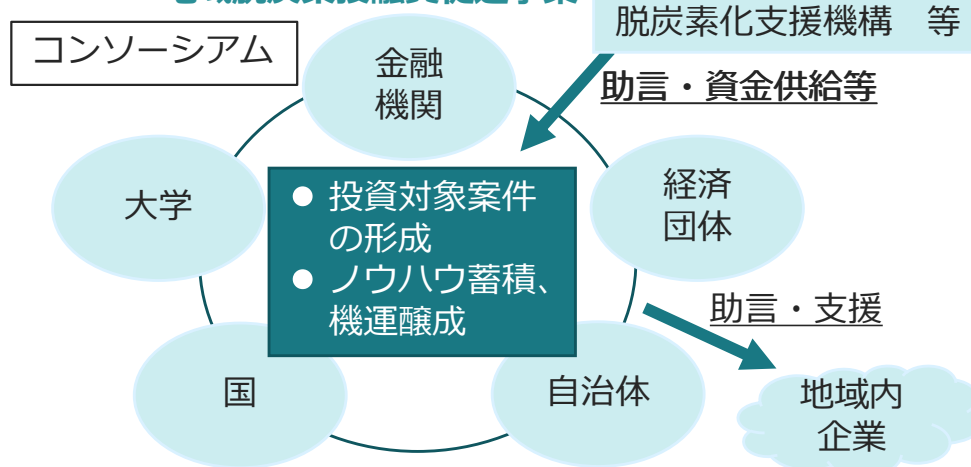 脱炭素化支援機構　等
コンソーシアム
金融
機関
助言・資金供給等
大学
● 投資対象案件
の形成
● ノウハウ蓄積、
機運醸成
経済
団体
助言・支援
国
自治体
地域内
企業